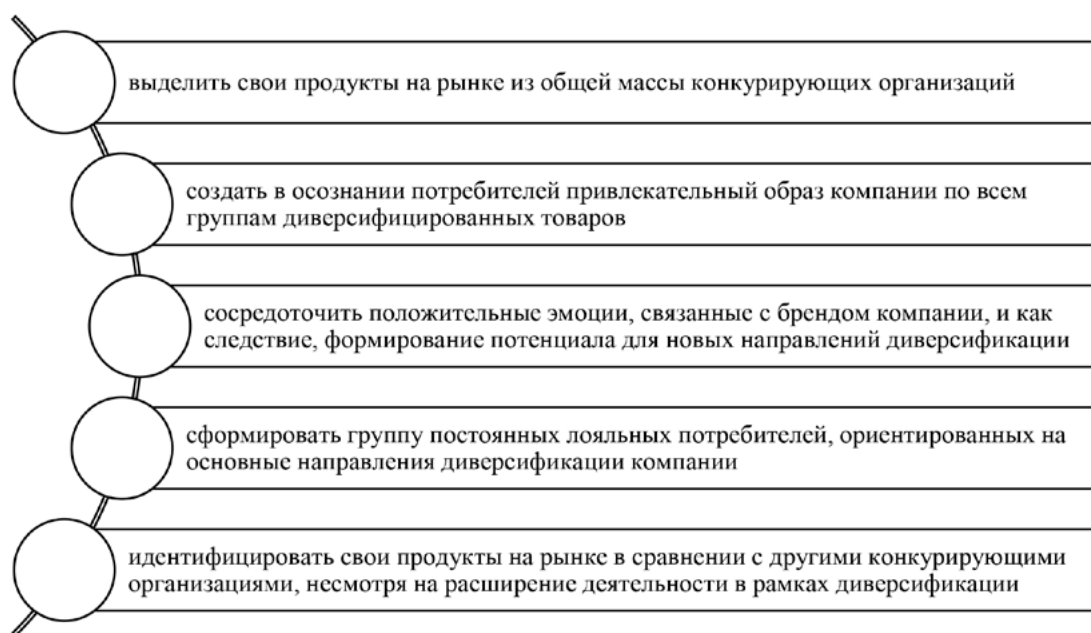 выделить свои продукты на рынке из общей массы конкурирующих организаций
создать в осознании потребителей привлекательный образ компании по всем
группам диверсифицированных товаров
сосредоточить положительные эмоции, связанные с брендом компании, и как
следствие, формирование потенциала для новых направлений диверсификации
сформировать группу постоянных лояльных потребителей, ориентированных на
основные направления диверсификации компании
идентифицировать свои продукты на рынке в сравнении с другими конкурирующими
организациями, несмотря на расширение деятельности в рамках диверсификации